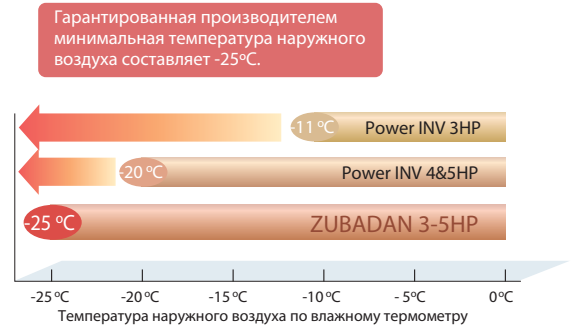 Гарантированная производителем
минимальная температура наружного
воздуха составляет -25ºC.
-11 ºC Power INV 3HP
-20 ºC Power INV 4&5HP
-25 ºC ZUBADAN 3-5HP
-25 ºC -20 ºC -15 ºC -10 ºC - 5ºC 0ºC
Температура наружного воздуха по влажному термометру